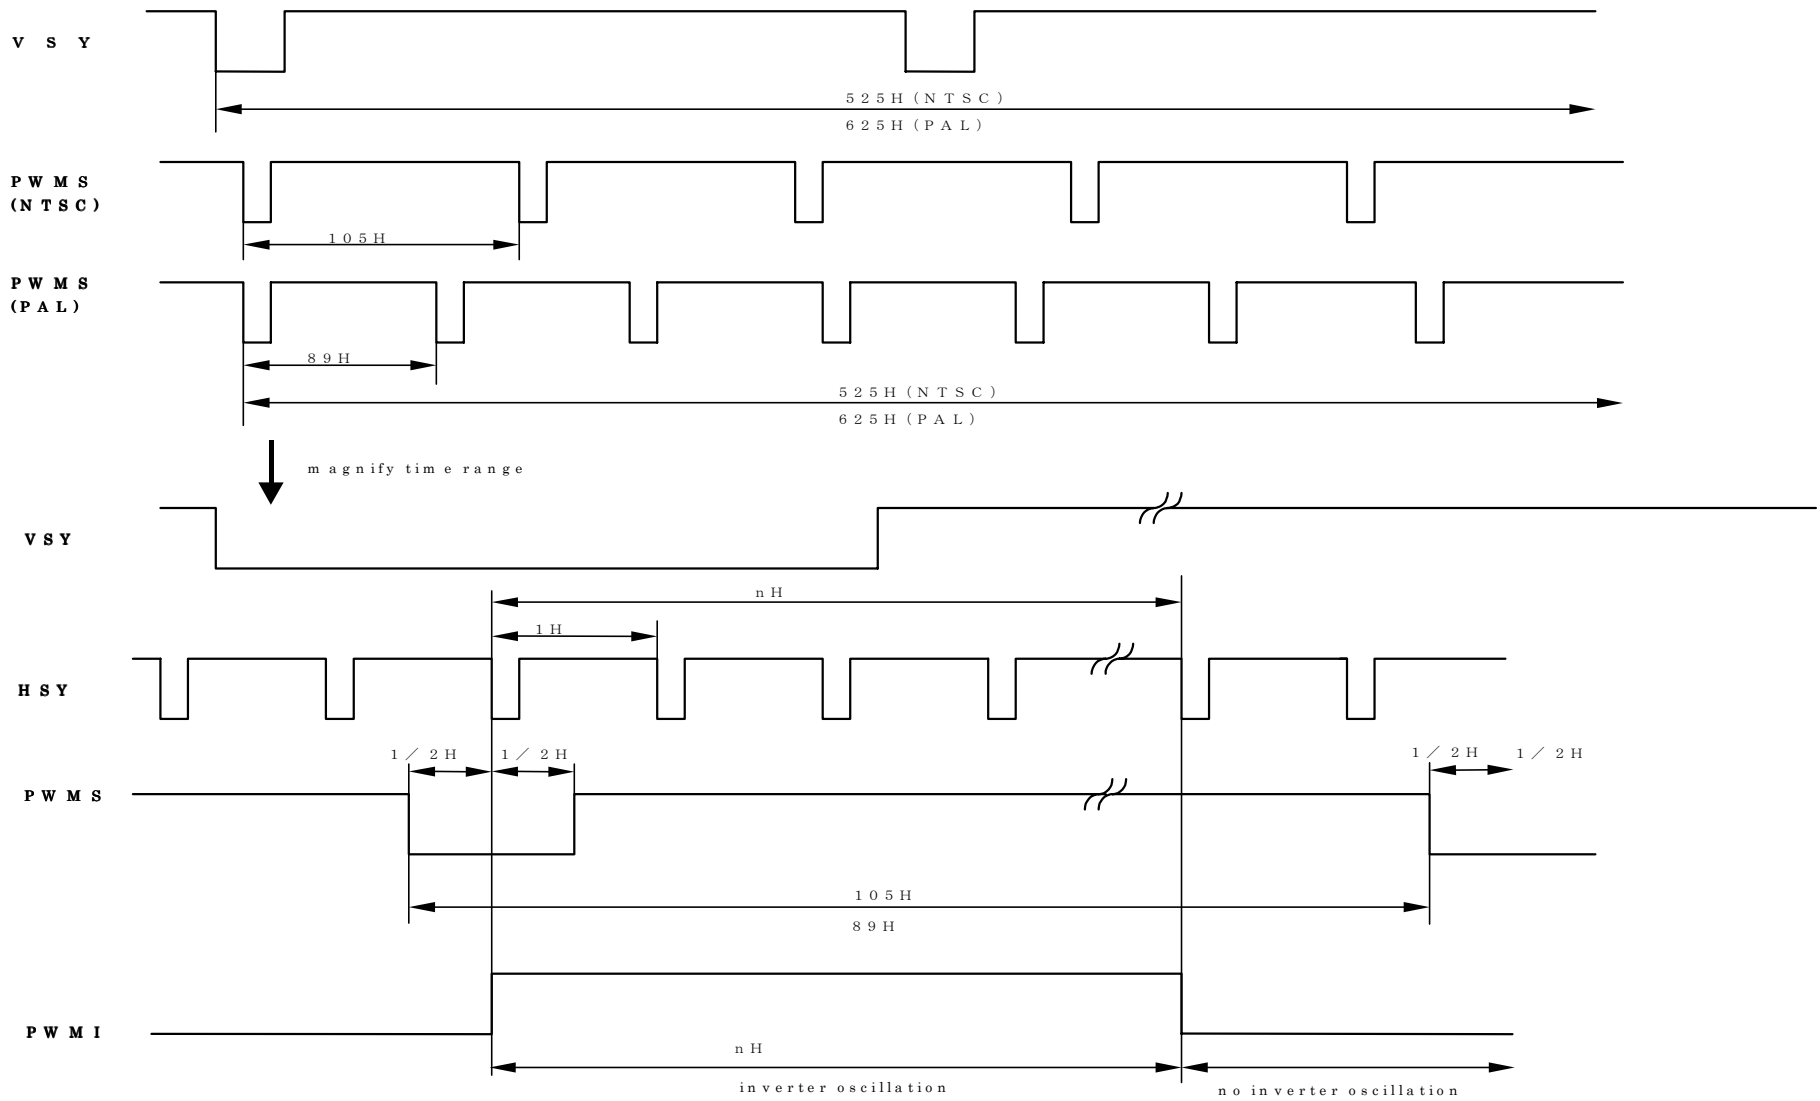 VSY
525H(NTSC)
625H(PAL)
PWMS
(NTSC)
105H
PWMS
(PAL)
89H
525H(NTSC)
625H(PAL)
magnify time range
VSY
nH
1H
HSY
1／2H 1／2H 1／2H 1／2H
PWMS
105H
89H
PWMI
nH
inverter oscillation
no inverter oscillation